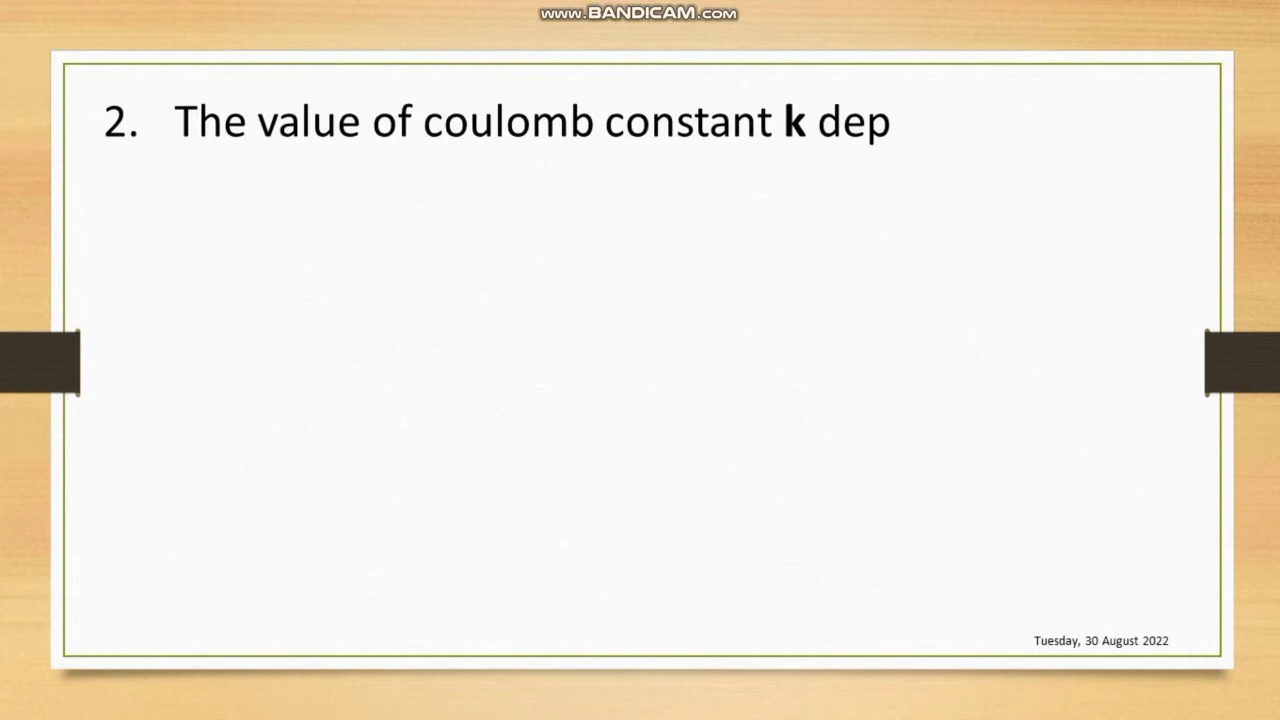 www.BANDICAM.com
2. The value of coulomb constant k dep
Tuesday, 30 August 2022